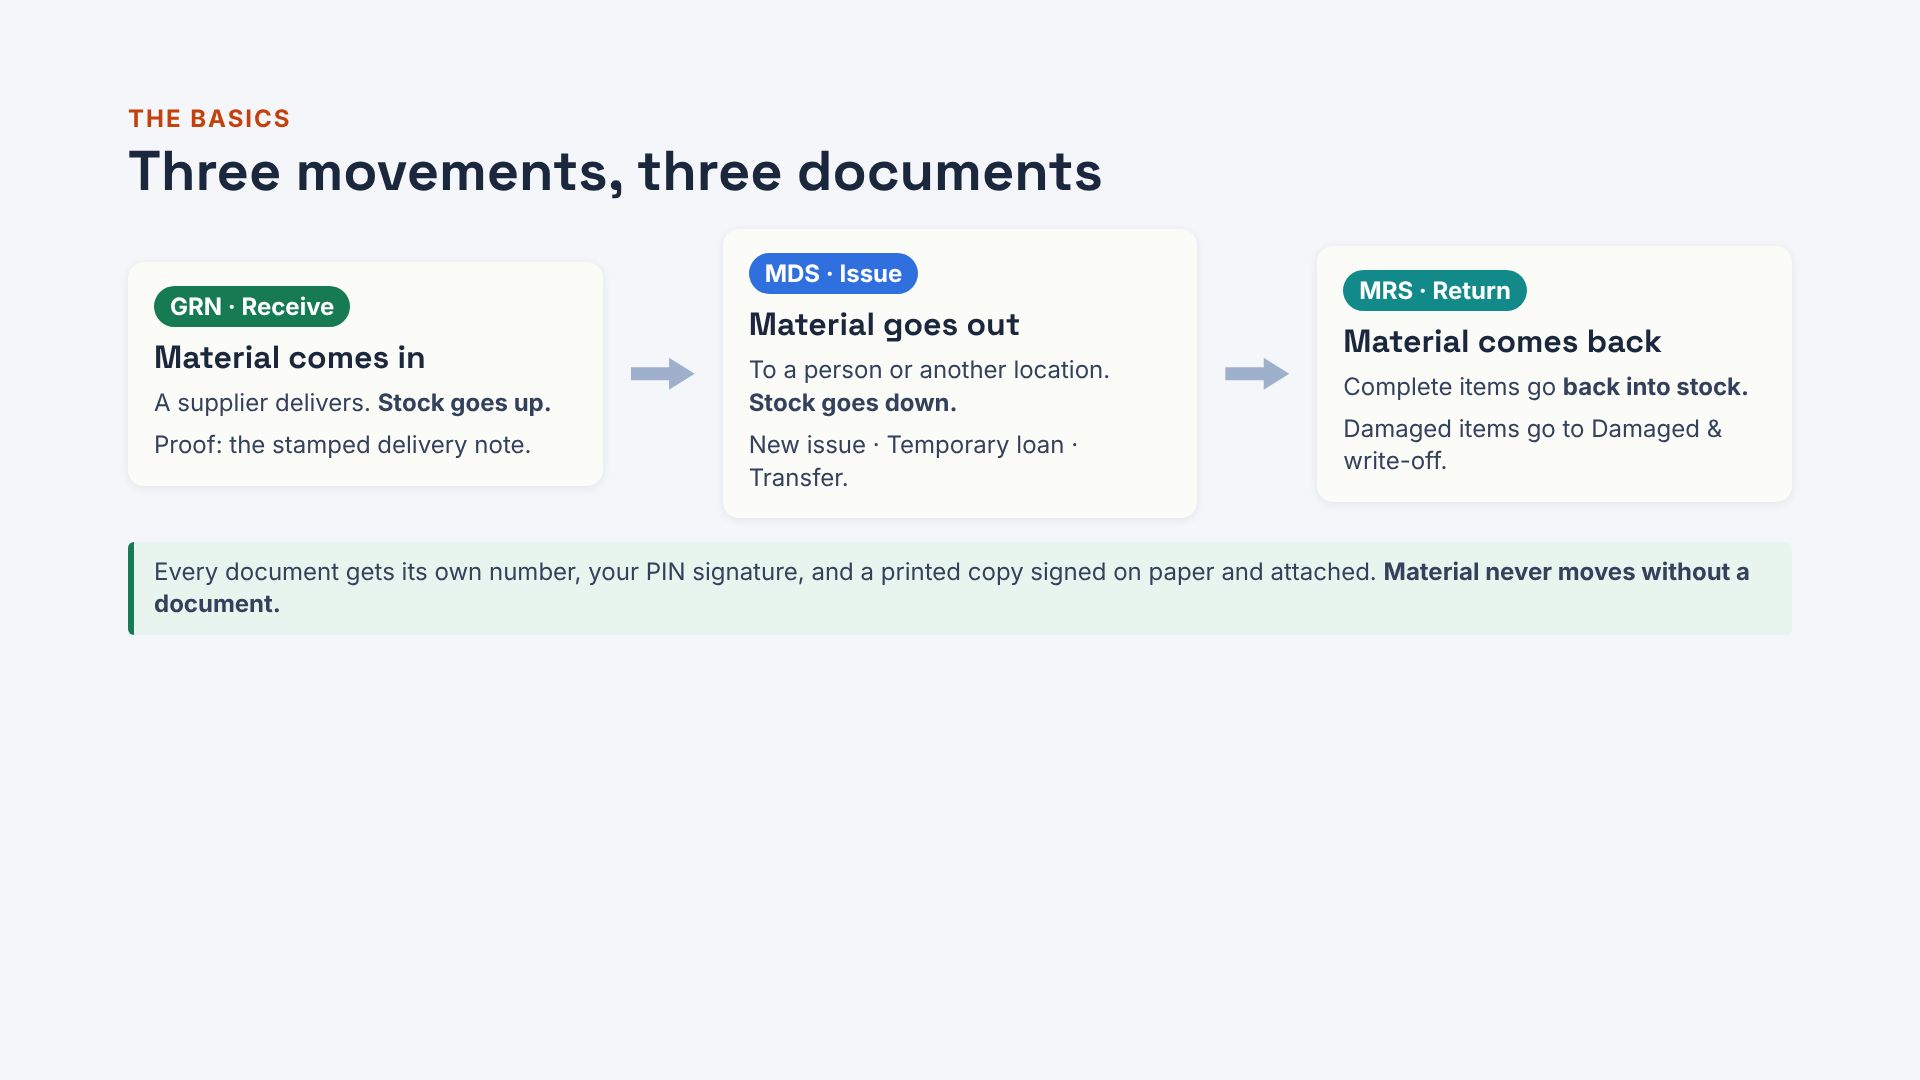 THE BASICS
Three movements, three documents
GRN · Receive
Material comes in
A supplier delivers. Stock goes up.
Proof: the stamped delivery note.
MDS · Issue
Material goes out
To a person or another location.
Stock goes down.
New issue · Temporary loan ·
Transfer.
MRS · Return
Material comes back
Complete items go back into stock.
Damaged items go to Damaged &
write-off.
Every document gets its own number, your PIN signature, and a printed copy signed on paper and attached. Material never moves without a
document.